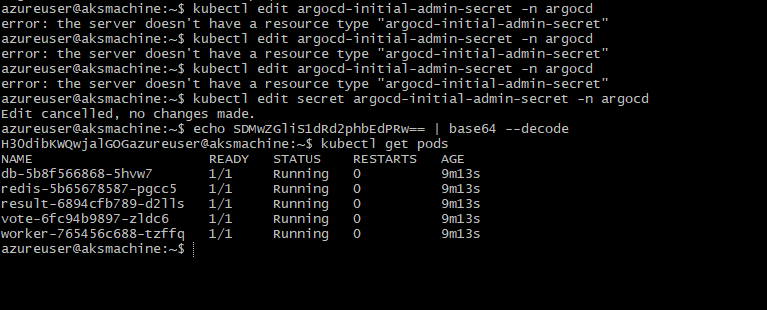 azureuser@aksmachine:~$ kubectl edit argocd-initial-admin-secret -n argocd
error: the server doesn't have a resource type "argocd-initial-admin-secret"
azureuser@aksmachine:~$ kubectl edit argocd-initial-admin-secret -n argocd
error: the server doesn't have a resource type "argocd-initial-admin-secret"
azureuser@aksmachine:~$ kubectl edit argocd-initial-admin-secret -n argocd
error: the server doesn't have a resource type "argocd-initial-admin-secret"
azureuser@aksmachine:~$ kubectl edit secret argocd-initial-admin-secret -n argocd
Edit cancelled, no changes made.
azureuser@aksmachine:~$ echo SDMwZGliS1dRd2phbEdPRw== | base64 --decode
H30dibKWQwjalGOGazureuser@aksmachine:~$ kubectl get pods
NAME READY STATUS RESTARTS AGE
db-5b8f566868-5hvw7 1/1 Running 0 9m13s
redis-5b65678587-pgcc5 1/1 Running 0 9m13s
result-6894cfb789-d2lls 1/1 Running 0 9m13s
vote-6fc94b9897-zldc6 1/1 Running 0 9m13s
worker-765456c688-tzffq 1/1 Running 0 9m13s
azureuser@aksmachine:~$